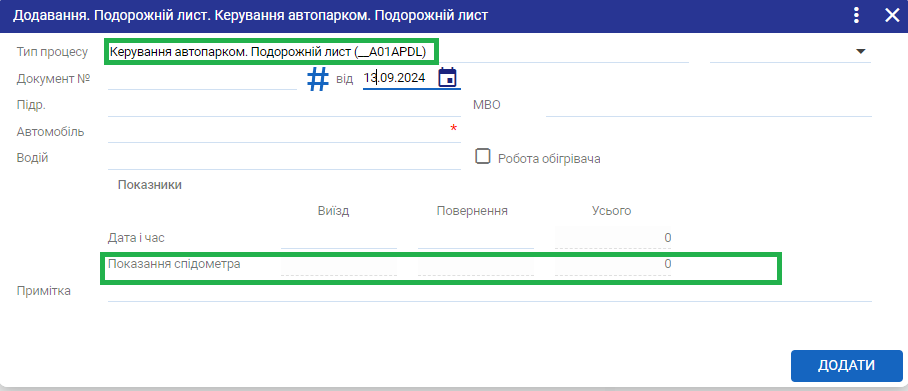 Додавання. Подорожній лист. Керування автопарком. Подорожній лист
Тип процесу Керування автопарком. Подорожній лист (__A01APDL)
Документ № # від 13.09.2024
Підр. МВО
Автомобіль *
Водій Робота обігрівача
Показники
Виїзд Повернення Усього
Дата і час 0
Показання спідометра 0
Примітка
ДОДАТИ